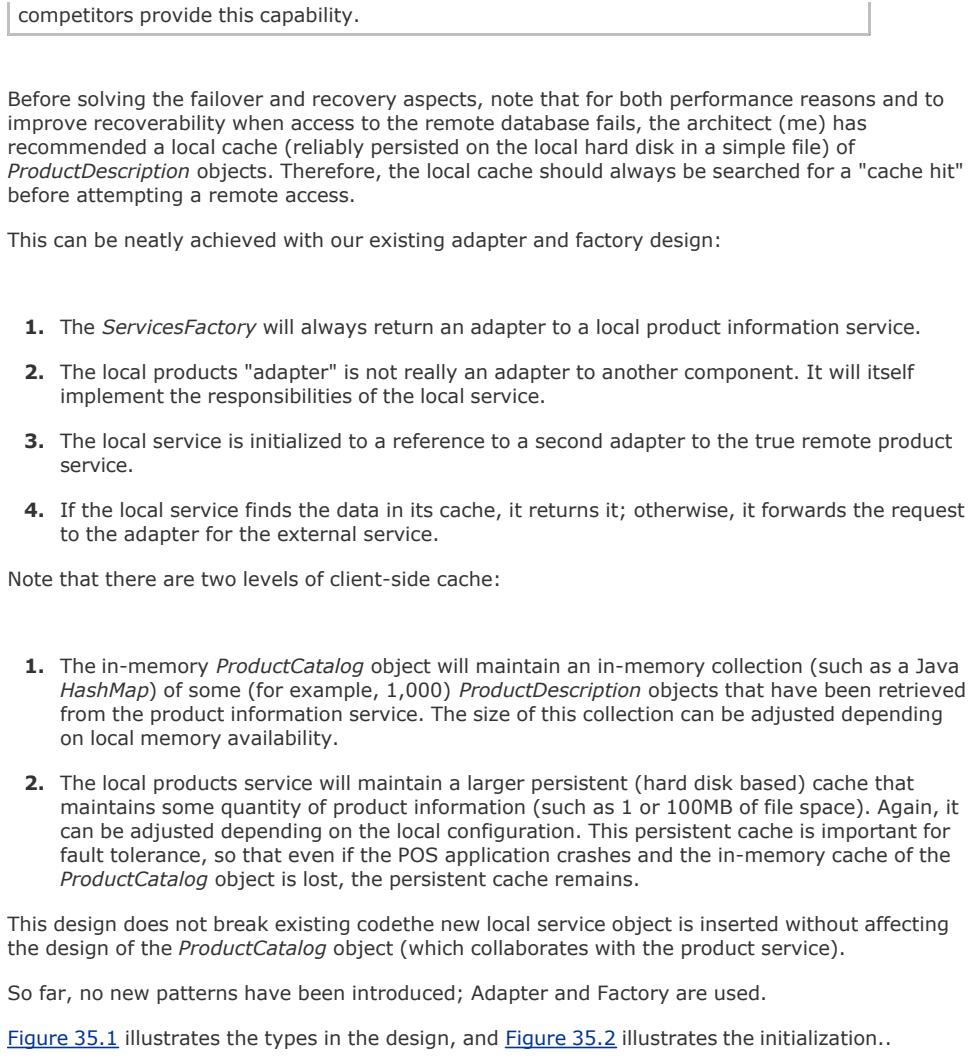 competitors provide this capability.
Before solving the failover and recovery aspects, note that for both performance reasons and to
improve recoverability when access to the remote database fails, the architect (me) has
recommended a local cache (reliably persisted on the local hard disk in a simple file) of
ProductDescription objects. Therefore, the local cache should always be searched for a "cache hit"
before attempting a remote access.
This can be neatly achieved with our existing adapter and factory design:
1. The ServicesFactory will always return an adapter to a local product information service.
2. The local products "adapter" is not really an adapter to another component. It will itself
implement the responsibilities of the local service.
3. The local service is initialized to a reference to a second adapter to the true remote product
service.
4. If the local service finds the data in its cache, it returns it; otherwise, it forwards the request
to the adapter for the external service.
Note that there are two levels of client-side cache:
1. The in-memory ProductCatalog object will maintain an in-memory collection (such as a Java
HashMap) of some (for example, 1,000) ProductDescription objects that have been retrieved
from the product information service. The size of this collection can be adjusted depending
on local memory availability.
2. The local products service will maintain a larger persistent (hard disk based) cache that
maintains some quantity of product information (such as 1 or 100MB of file space). Again, it
can be adjusted depending on the local configuration. This persistent cache is important for
fault tolerance, so that even if the POS application crashes and the in-memory cache of the
ProductCatalog object is lost, the persistent cache remains.
This design does not break existing codethe new local service object is inserted without affecting
the design of the ProductCatalog object (which collaborates with the product service).
So far, no new patterns have been introduced; Adapter and Factory are used.
Figure 35.1 illustrates the types in the design, and Figure 35.2 illustrates the initialization..